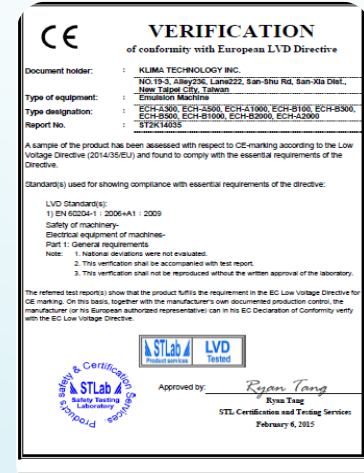 CE
VERIFICATION
of conformity with European LVD Directive
Document holder: : KLIMA TECHNOLOGY INC.
NO.19-3, Alley236, Lane222, San-Shu Rd, San-Xia Dist.,
New Taipei City, Taiwan
Type of equipment: : Emulsion Machine
Type designation: : ECH-A300, ECH-A500, ECH-A1000, ECH-B100, ECH-B300,
ECH-B500, ECH-B1000, ECH-B2000, ECH-A2000
Report No. : ST2K14035
A sample of the product has been assessed with respect to CE-marking according to the Low
Voltage Directive (2014/35/EU) and found to comply with the essential requirements of the
Directive.
Standard(s) used for showing compliance with essential requirements of the directive:
LVD Standard(s):
1) EN 60204-1 : 2006+A1 : 2009
Safety of machinery-
Electrical equipment of machines-
Part 1: General requirements
Note: 1. National deviations were not evaluated.
2. This verification shall be accompanied with test report.
3. This verification shall not be reproduced without the written approval of the laboratory.
The referred test report(s) show that the product fulfills the requirement in the EC Low Voltage Directive for
CE marking. On this basis, together with the manufacturer's own documented production control, the
manufacturer (or his European authorized representative) can in his EC Declaration of Conformity verify
with the EC Low Voltage Directive.
STLab LVD
Product services Tested
Product's Safety & Certification Services
STLab
Safety Testing
Laboratory
Approved by: Ryan Tang
Ryan Tang
STL Certification and Testing Services
February 6, 2015